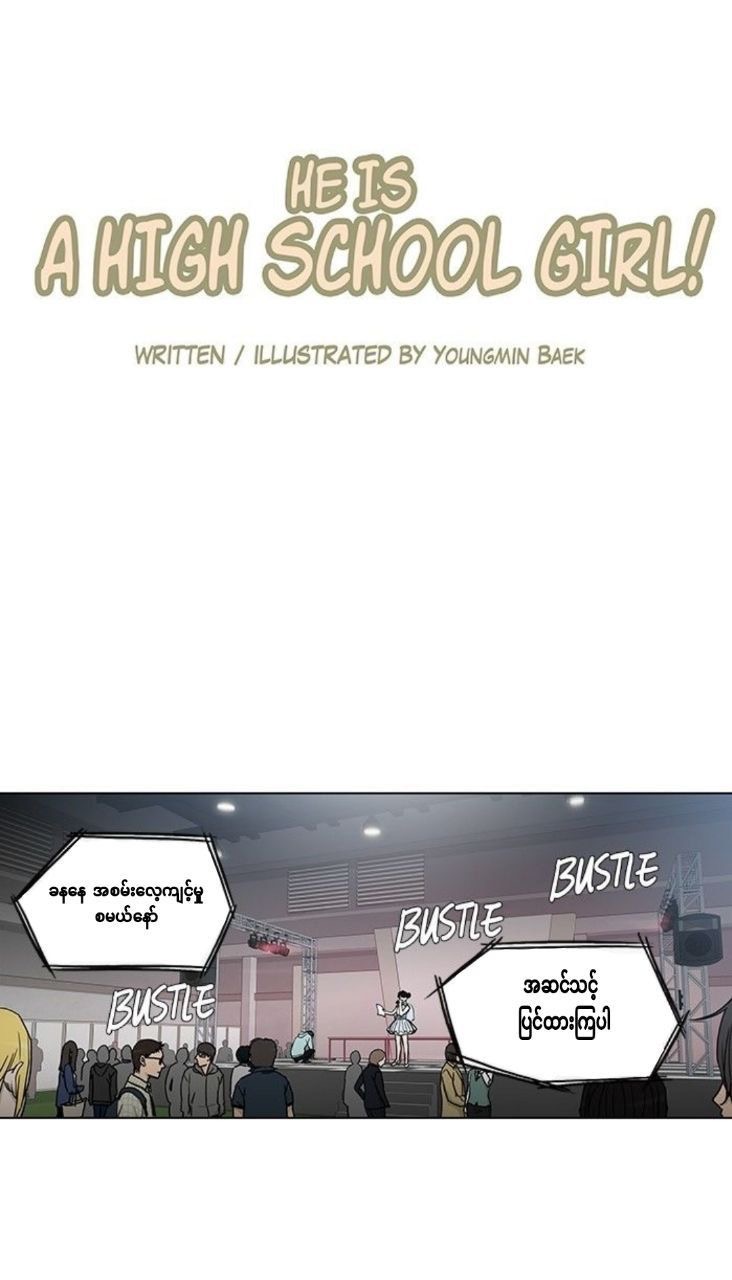 HE IS
A HIGH SCHOOL GIRL!
WRITTEN / ILLUSTRATED BY YOUNGMIN BAEK
ခနနေ အစမ်းလေ့ကျင့်မှု
စမယ်နော်
BUSTLE
BUSTLE
BUSTLE
အဆင်သင့်
ပြင်ထားကြပါ